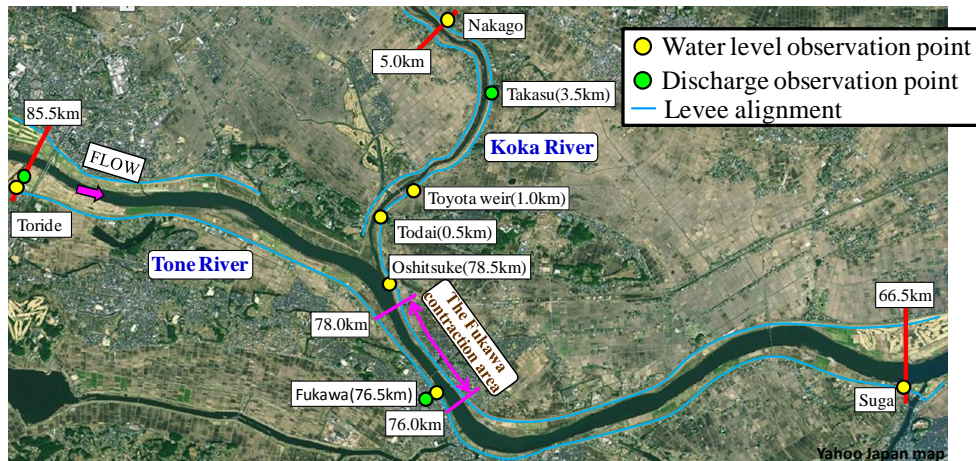 Nakago
5.0km
Water level observation point
Discharge observation point
Levee alignment
Takasu(3.5km)
85.5km
FLOW
Koka River
Toyota weir(1.0km)
Toride
Todai(0.5km)
Tone River
Oshitsuke(78.5km)
The Fukawa
contraction area
66.5km
78.0km
Fukawa(76.5km)
76.0km
Suga
Yahoo Japan map